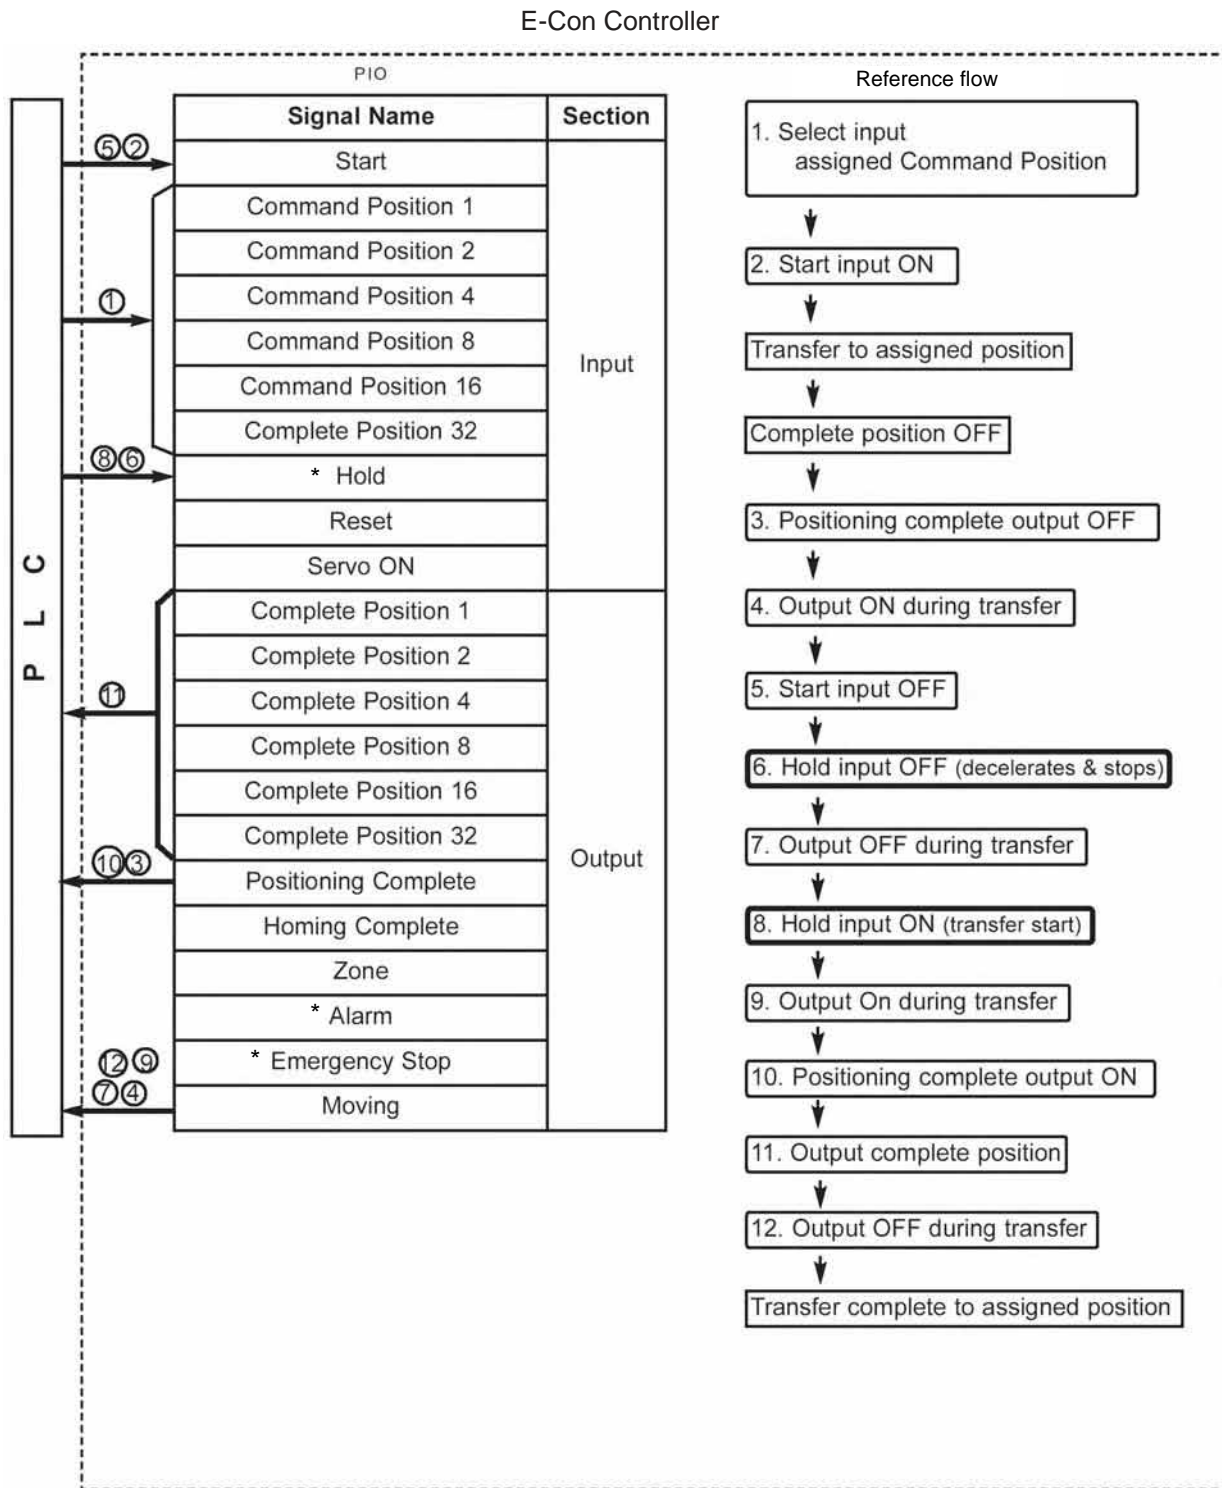 E-Con Controller
PIO
Reference flow
Signal Name
Section
⑤②
Start
Command Position 1
Command Position 2
①
Command Position 4
Command Position 8
Input
Command Position 16
Complete Position 32
⑧⑥
* Hold
Reset
Servo ON
P L C
Complete Position 1
Complete Position 2
⑪
Complete Position 4
Complete Position 8
Complete Position 16
Complete Position 32
Output
⑩③
Positioning Complete
Homing Complete
Zone
* Alarm
⑫⑨
* Emergency Stop
⑦④
Moving
1. Select input
assigned Command Position
2. Start input ON
Transfer to assigned position
Complete position OFF
3. Positioning complete output OFF
4. Output ON during transfer
5. Start input OFF
6. Hold input OFF (decelerates & stops)
7. Output OFF during transfer
8. Hold input ON (transfer start)
9. Output On during transfer
10. Positioning complete output ON
11. Output complete position
12. Output OFF during transfer
Transfer complete to assigned position